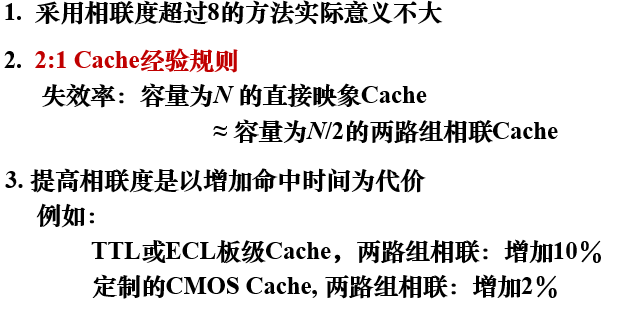 1. 采用相联度超过8的方法实际意义不大
2. 2:1 Cache经验规则
失效率：容量为N 的直接映象Cache
≈ 容量为N/2的两路组相联Cache
3. 提高相联度是以增加命中时间为代价
例如：
TTL或ECL板级Cache，两路组相联：增加10％
定制的CMOS Cache, 两路组相联：增加2％